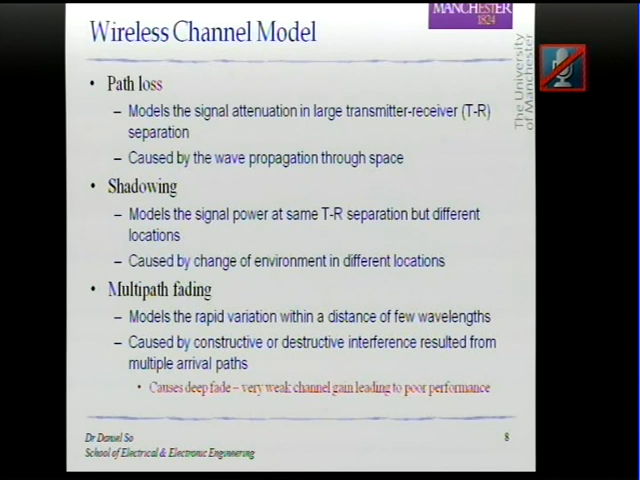 MANCHESTER
1824
The University
of Manchester
Wireless Channel Model
• Path loss
– Models the signal attenuation in large transmitter-receiver (T-R)
separation
– Caused by the wave propagation through space
• Shadowing
– Models the signal power at same T-R separation but different
locations
– Caused by change of environment in different locations
• Multipath fading
– Models the rapid variation within a distance of few wavelengths
– Caused by constructive or destructive interference resulted from
multiple arrival paths
• Causes deep fade – very weak channel gain leading to poor performance
Dr Daniel So
School of Electrical & Electronic Engineering
8